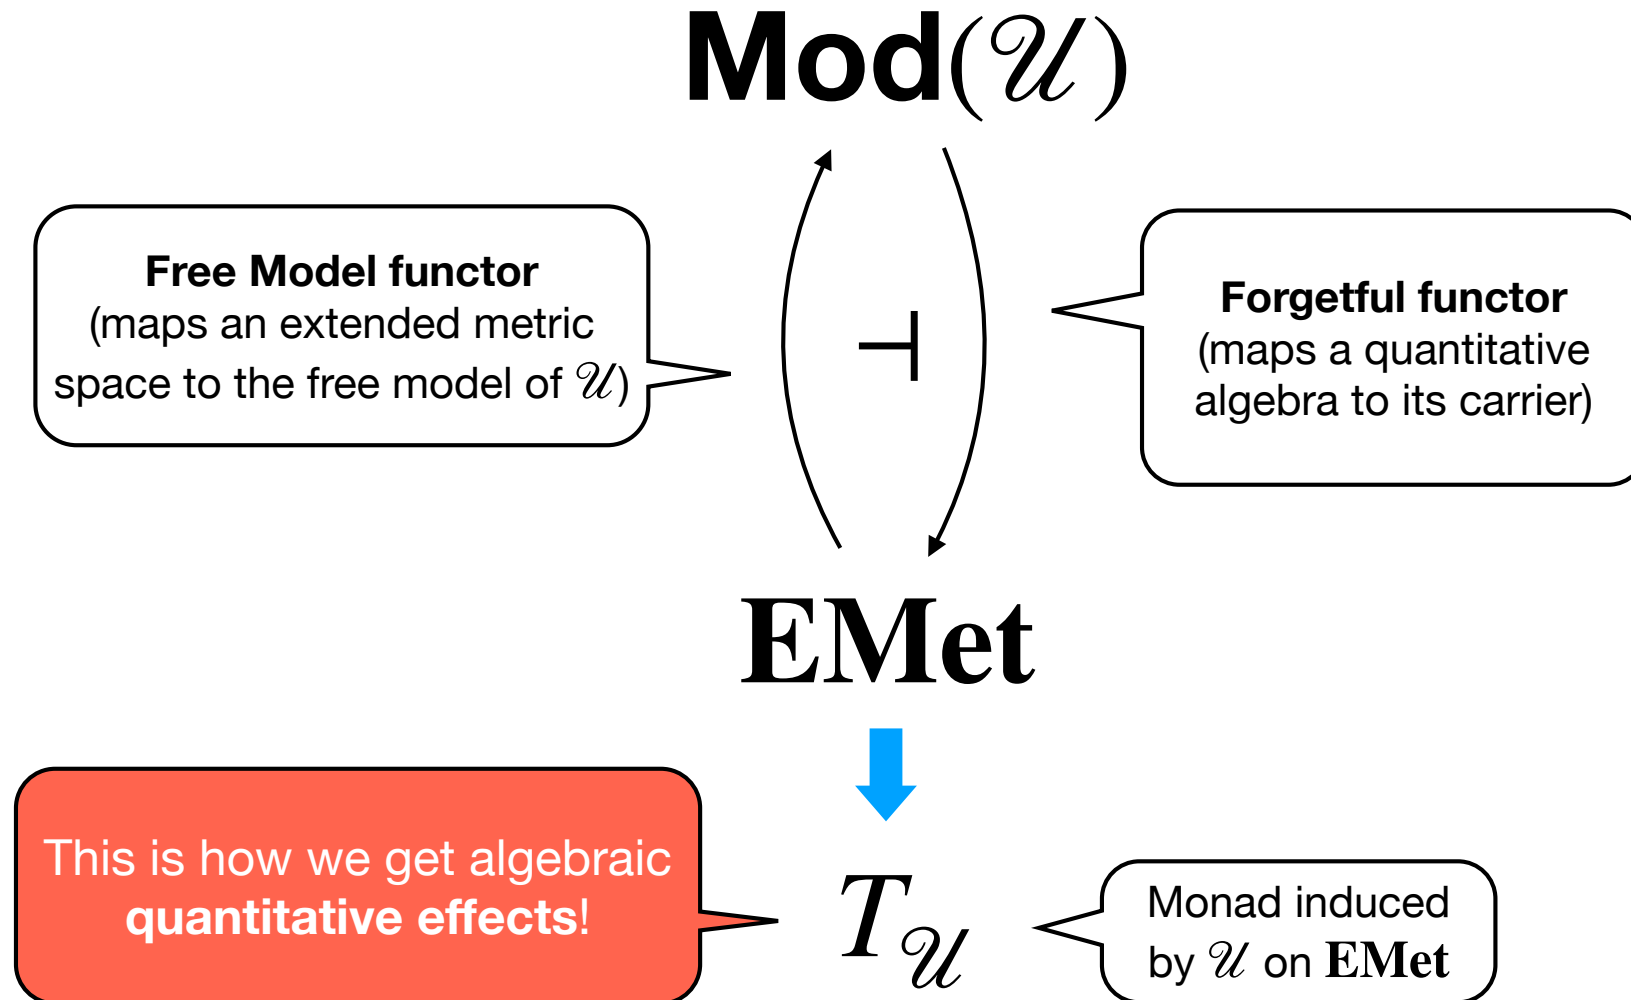 Mod(𝒰)
Free Model functor
(maps an extended metric
space to the free model of 𝒰)
⊣
Forgetful functor
(maps a quantitative
algebra to its carrier)
EMet
This is how we get algebraic
quantitative effects!
T𝒰
Monad induced
by 𝒰 on EMet